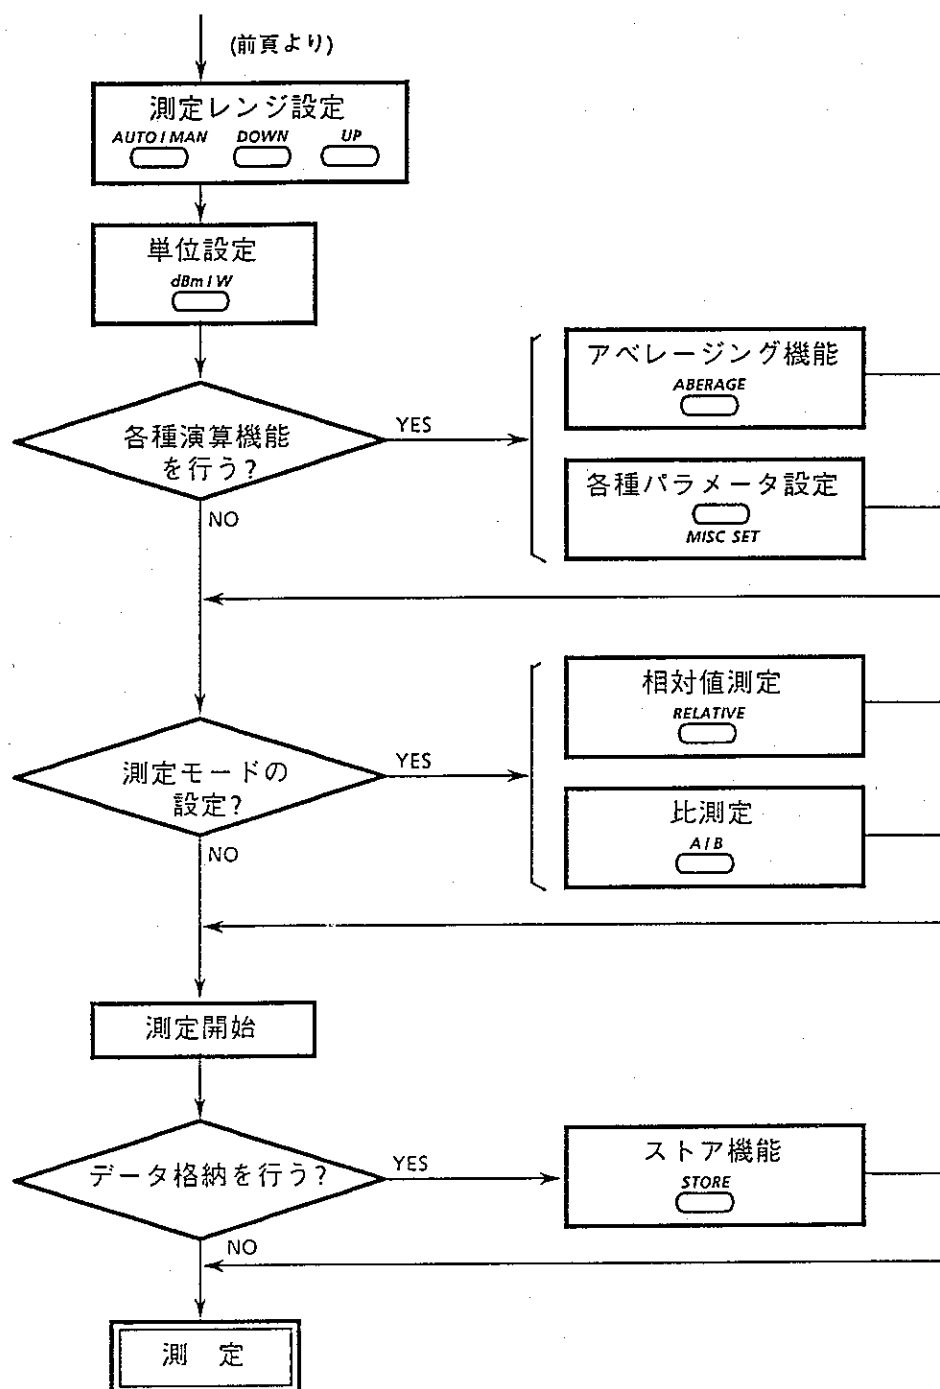 (前頁より)
測定レンジ設定
AUTO / MAN DOWN UP
単位設定
dBm / W
各種演算機能
を行う?
YES
NO
アベレージング機能
ABERAGE
各種パラメータ設定
MISC SET
測定モードの
設定?
YES
NO
相対値測定
RELATIVE
比測定
A / B
測定開始
データ格納を行う?
YES
NO
ストア機能
STORE
測 定